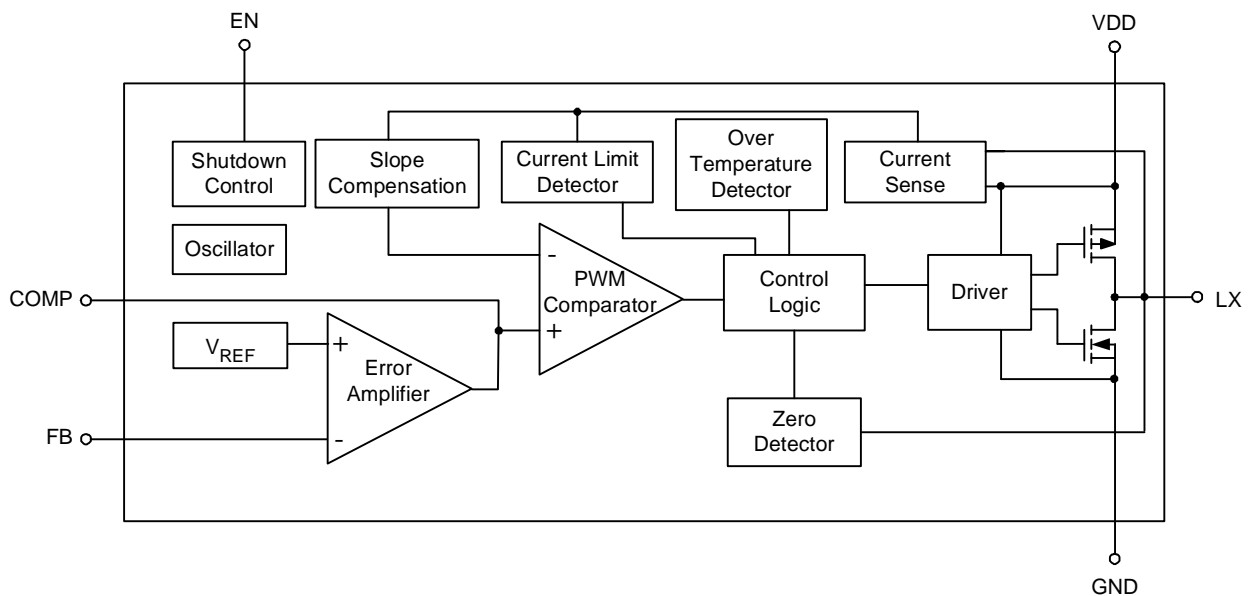 EN
VDD
Shutdown
Control
Slope
Compensation
Current Limit
Detector
Over
Temperature
Detector
Current
Sense
Oscillator
-
PWM
Comparator
+
Control
Logic
Driver
COMP
LX
VREF
+
Error
Amplifier
-
FB
Zero
Detector
GND